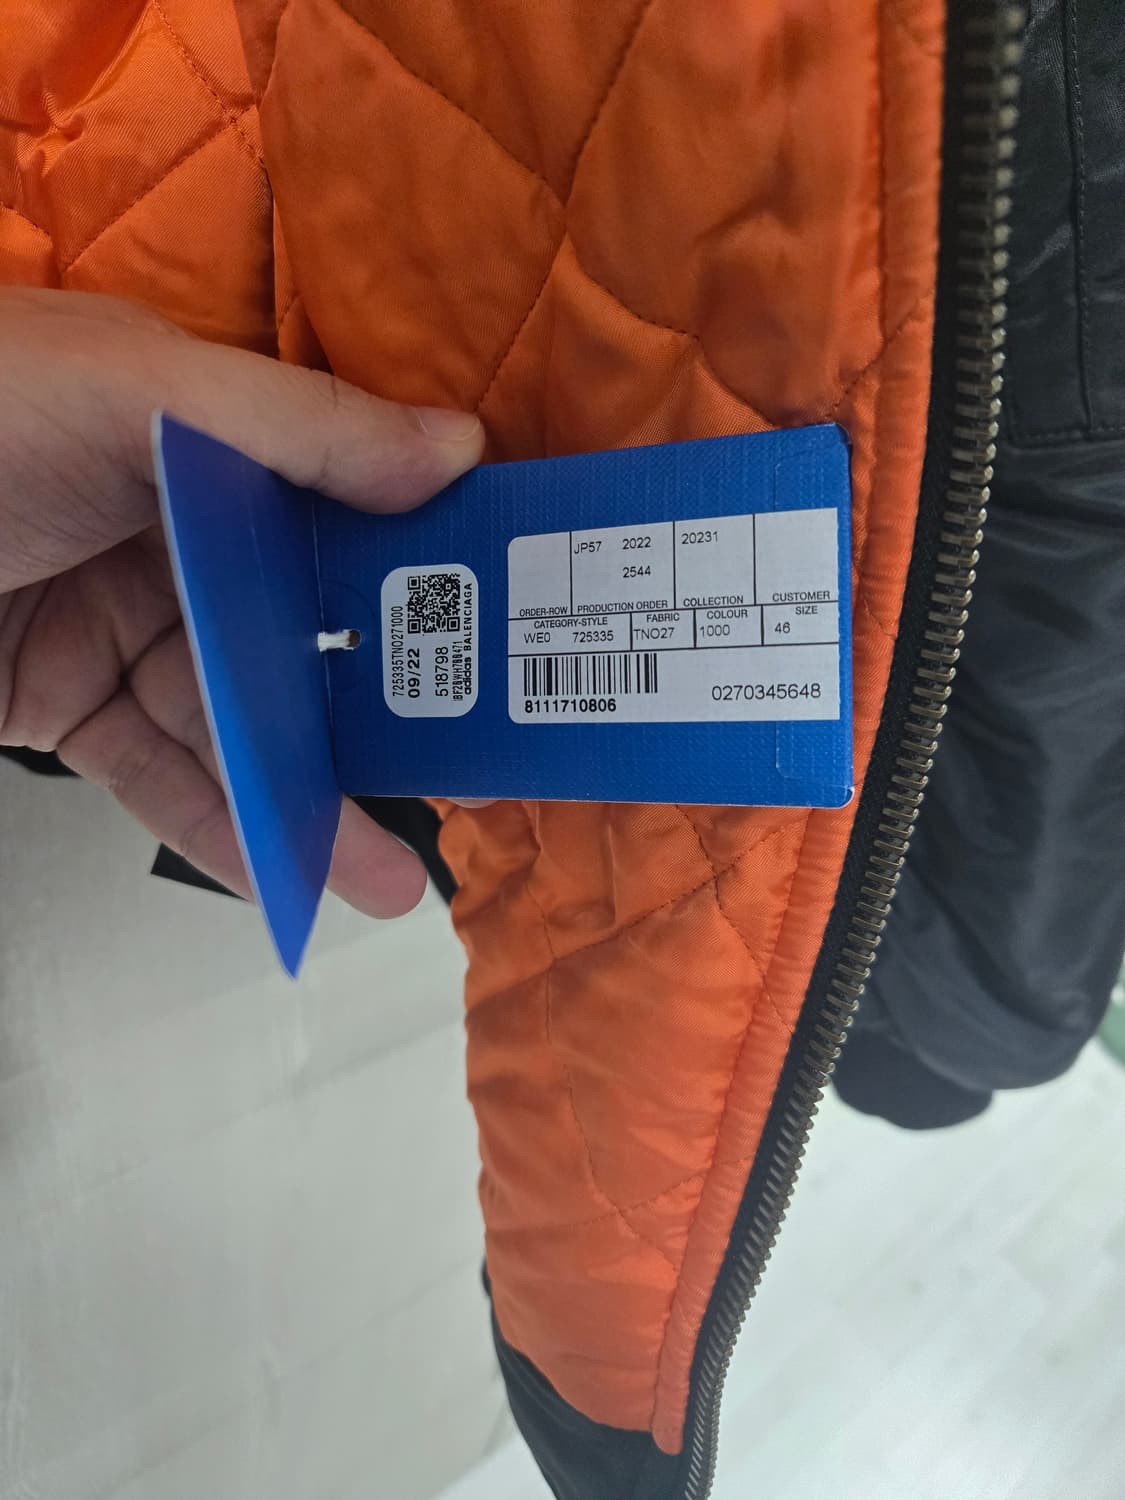 725335TNO271000
09/22
518798
adidas BALENCIAGA
JP57 2022 20231
2544
ORDER-ROW PRODUCTION ORDER COLLECTION CUSTOMER
CATEGORY-STYLE FABRIC COLOUR SIZE
WE0 725335 TNO27 1000 46
8111710806 0270345648